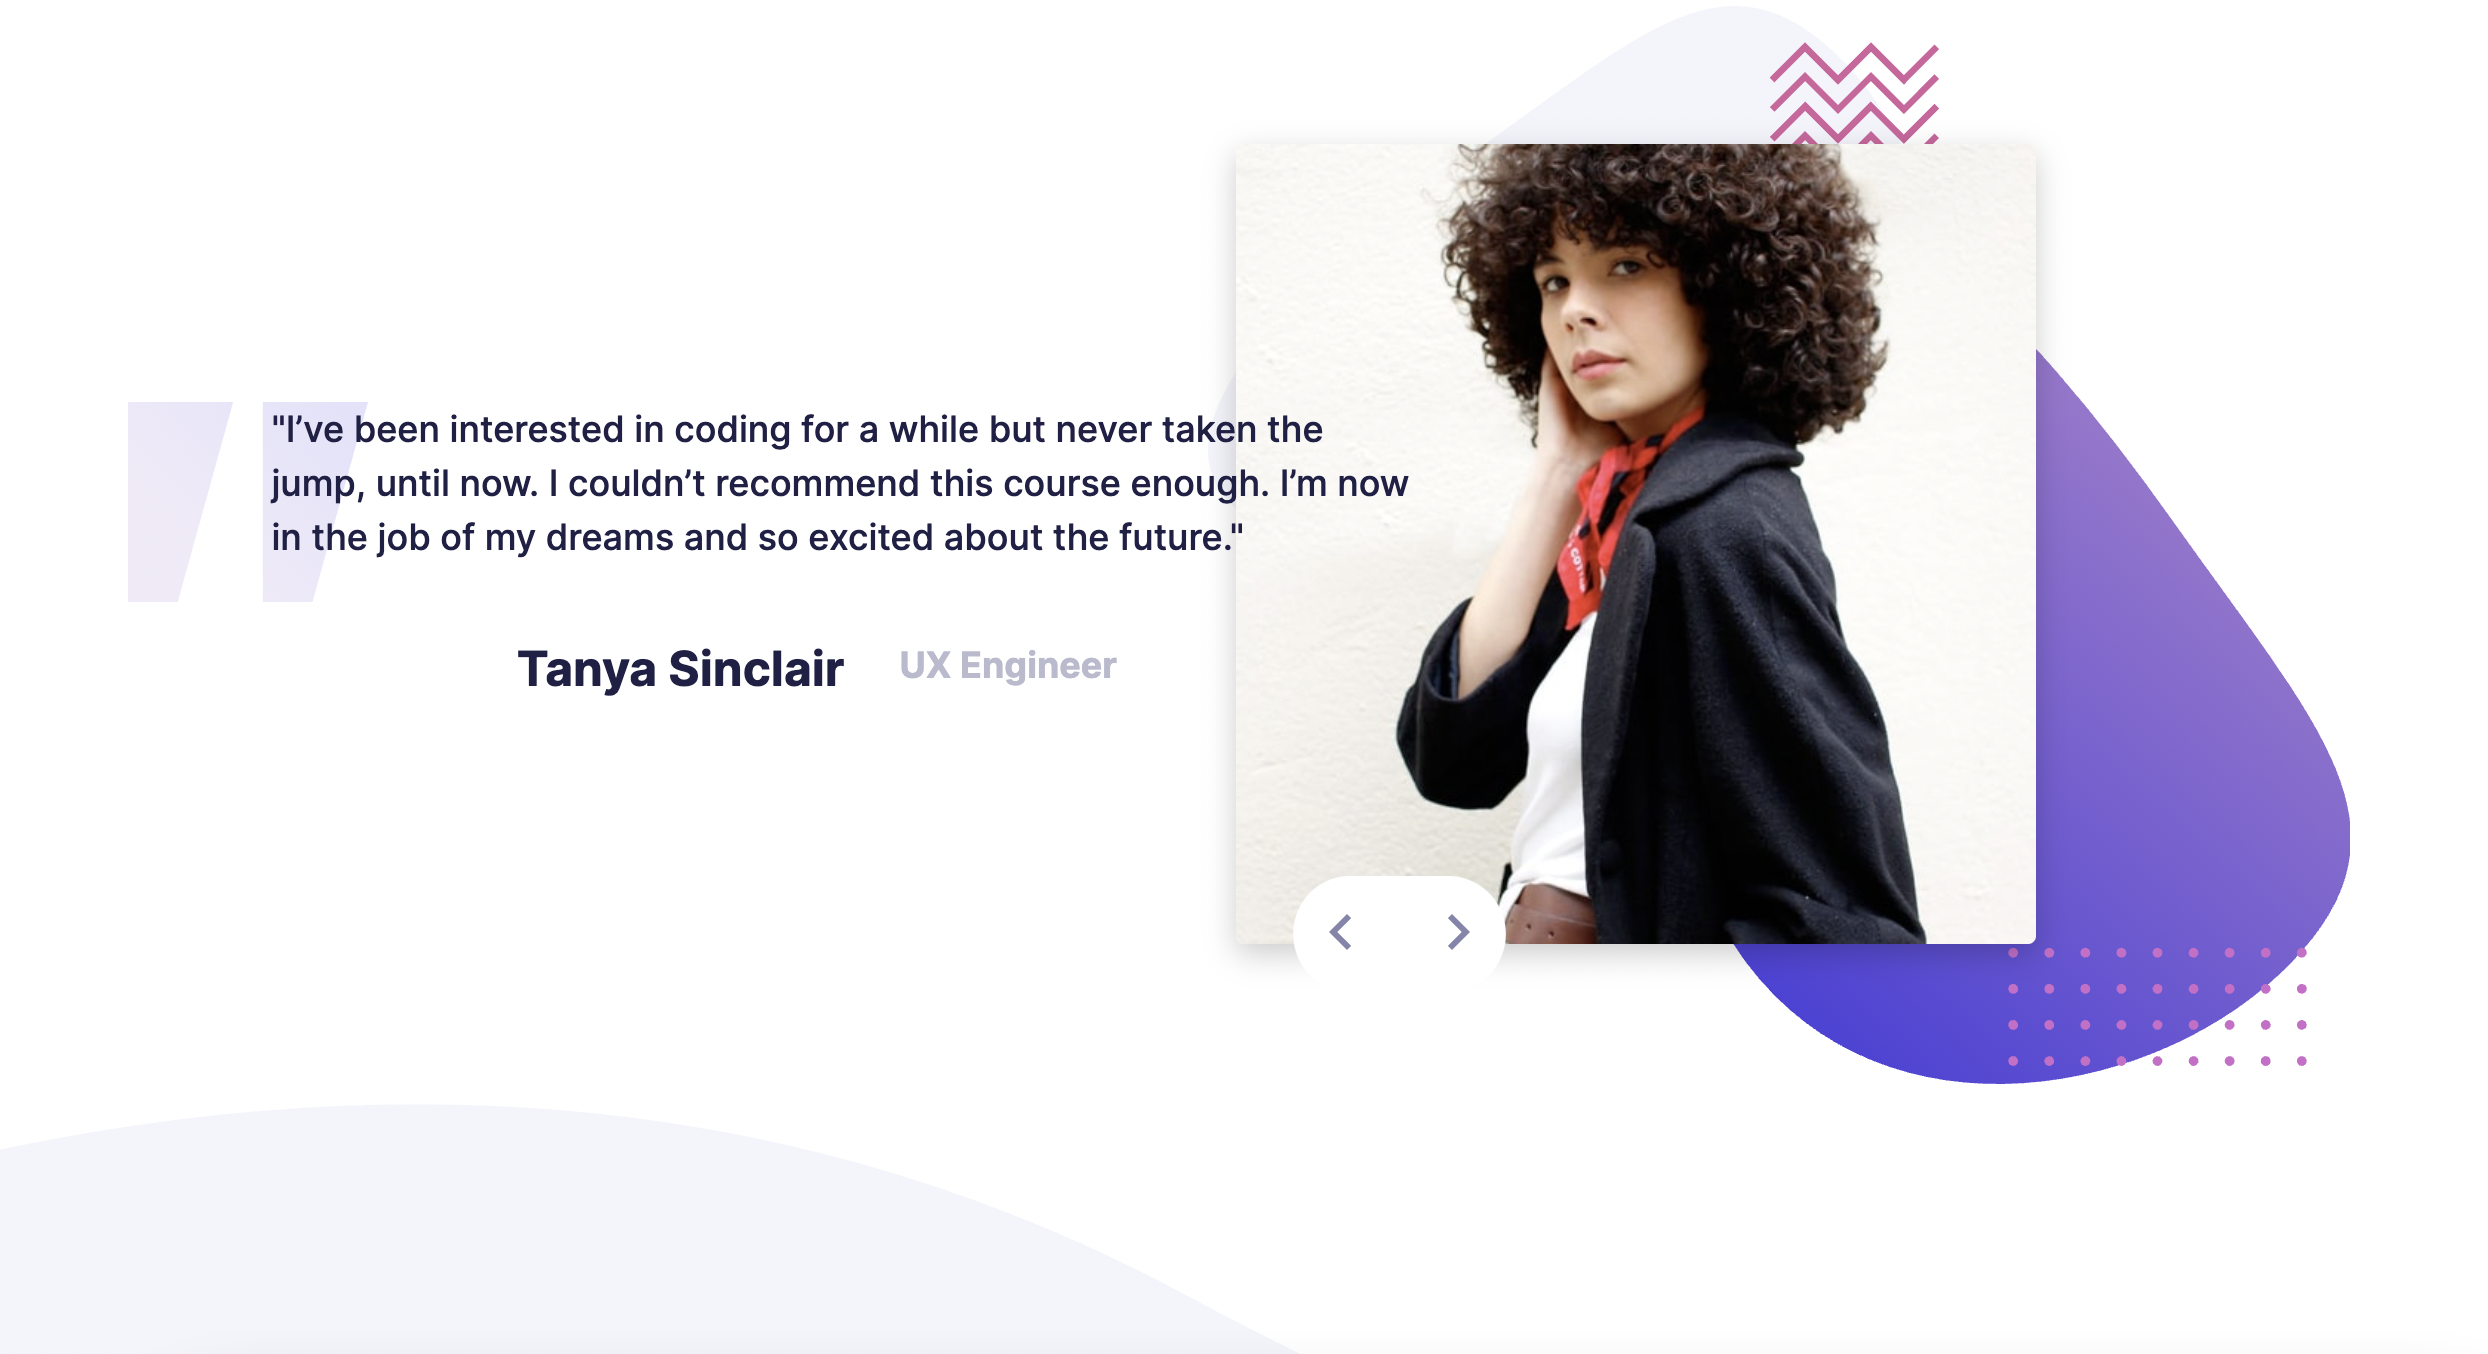 "I’ve been interested in coding for a while but never taken the
jump, until now. I couldn’t recommend this course enough. I’m now
in the job of my dreams and so excited about the future."
Tanya Sinclair UX Engineer